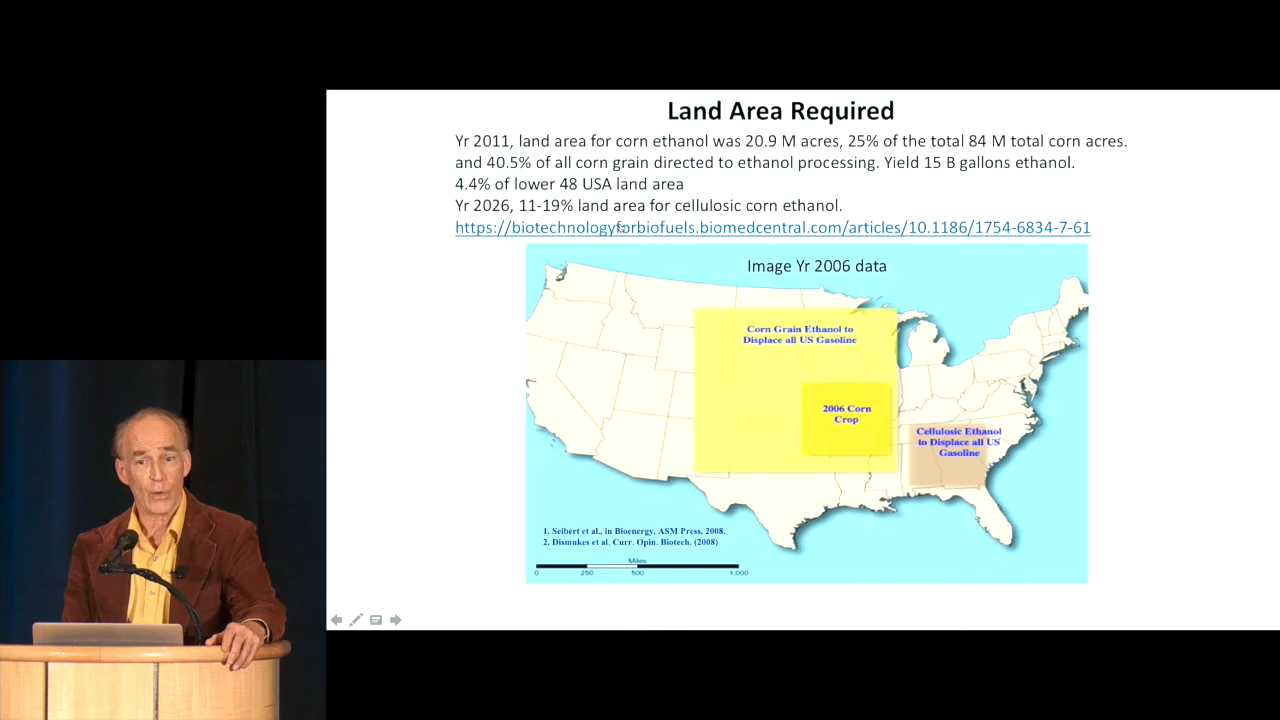 Land Area Required
Yr 2011, land area for corn ethanol was 20.9 M acres, 25% of the total 84 M total corn acres.
and 40.5% of all corn grain directed to ethanol processing. Yield 15 B gallons ethanol.
4.4% of lower 48 USA land area
Yr 2026, 11-19% land area for cellulosic corn ethanol.
https://biotechnologyforbiofuels.biomedcentral.com/articles/10.1186/1754-6834-7-61
Image Yr 2006 data
Corn Grain Ethanol to
Displace all US Gasoline
2006 Corn
Crop
Cellulosic Ethanol
to Displace all US
Gasoline
1. Seibert et al., in Bioenergy, ASM Press, 2008.
2. Dismukes et al. Curr. Opin. Biotech. (2008)
Miles
0 250 500 1,000